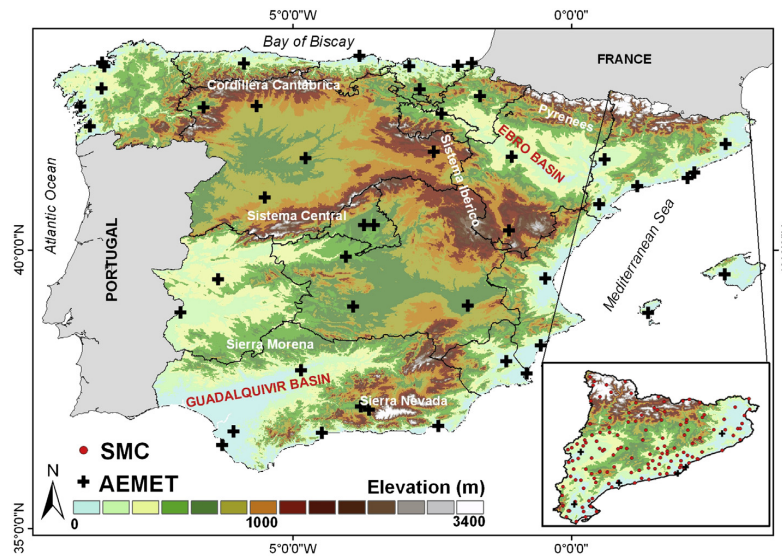 5°0'0"W
0°0'0"
Bay of Biscay
FRANCE
Cordillera Cantábrica
Pyrenees
EBRO BASIN
Sistema Ibérico
Atlantic Ocean
Sistema Central
Mediterranean Sea
40°0'0"N
PORTUGAL
Sierra Morena
GUADALQUIVIR BASIN
Sierra Nevada
SMC
AEMET
N
Elevation (m)
0
1000
3400
35°0'0"N
5°0'0"W
0°0'0"